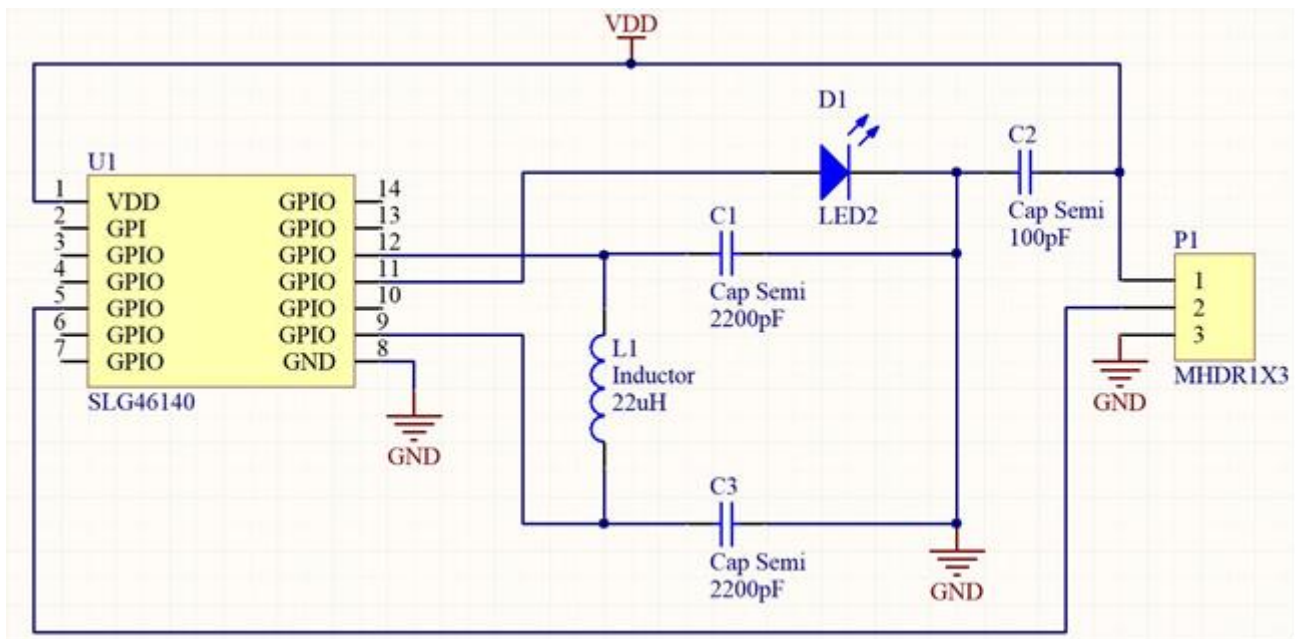 VDD
D1
C2
U1
LED2
C1
Cap Semi
100pF
P1
1 VDD GPIO 14
2 GPI GPIO 13
3 GPIO GPIO 12
4 GPIO GPIO 11
5 GPIO GPIO 10
6 GPIO GPIO 9
7 GPIO GND 8
SLG46140
GND
Cap Semi
2200pF
L1
Inductor
22uH
1
2
3
MHDR1X3
GND
C3
Cap Semi
2200pF
GND